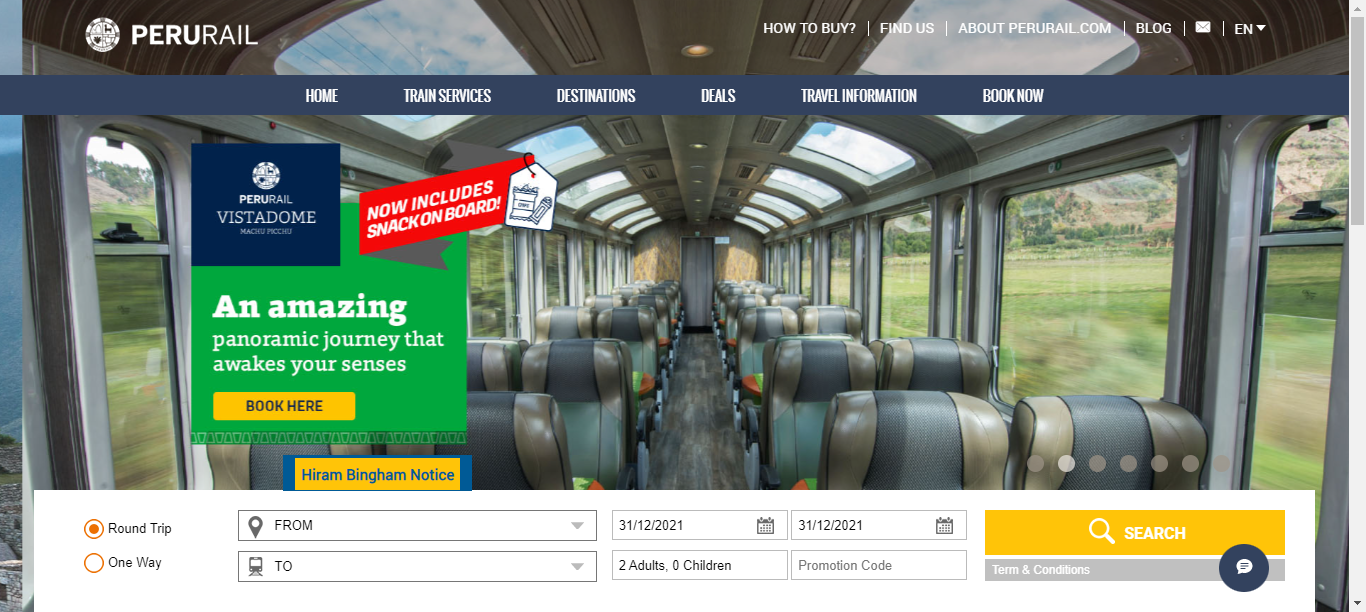 PERURAIL
HOW TO BUY?
FIND US
ABOUT PERURAIL.COM
BLOG
EN
HOME
TRAIN SERVICES
DESTINATIONS
DEALS
TRAVEL INFORMATION
BOOK NOW
PERURAIL
VISTADOME
MACHU PICCHU
NOW INCLUDES
SNACK ON BOARD!
CHIPS
An amazing
panoramic journey that
awakes your senses
BOOK HERE
Hiram Bingham Notice
Round Trip
One Way
FROM
TO
31/12/2021
31/12/2021
2 Adults, 0 Children
Promotion Code
SEARCH
Term & Conditions